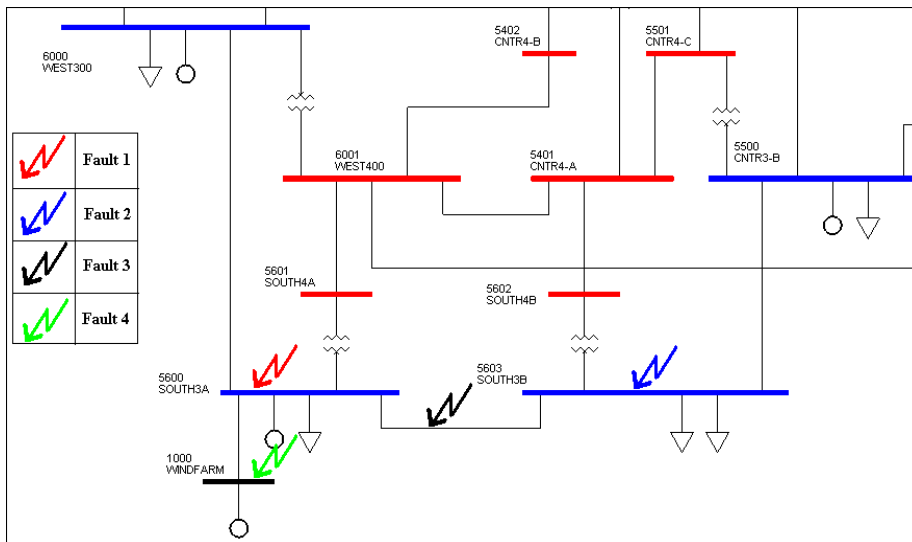 5402
CNTR4-B
5501
CNTR4-C
6000
WEST300
Fault 1
Fault 2
Fault 3
Fault 4
6001
WEST400
5401
CNTR4-A
5500
CNTR3-B
5601
SOUTH4A
5602
SOUTH4B
5600
SOUTH3A
5603
SOUTH3B
1000
WINDFARM